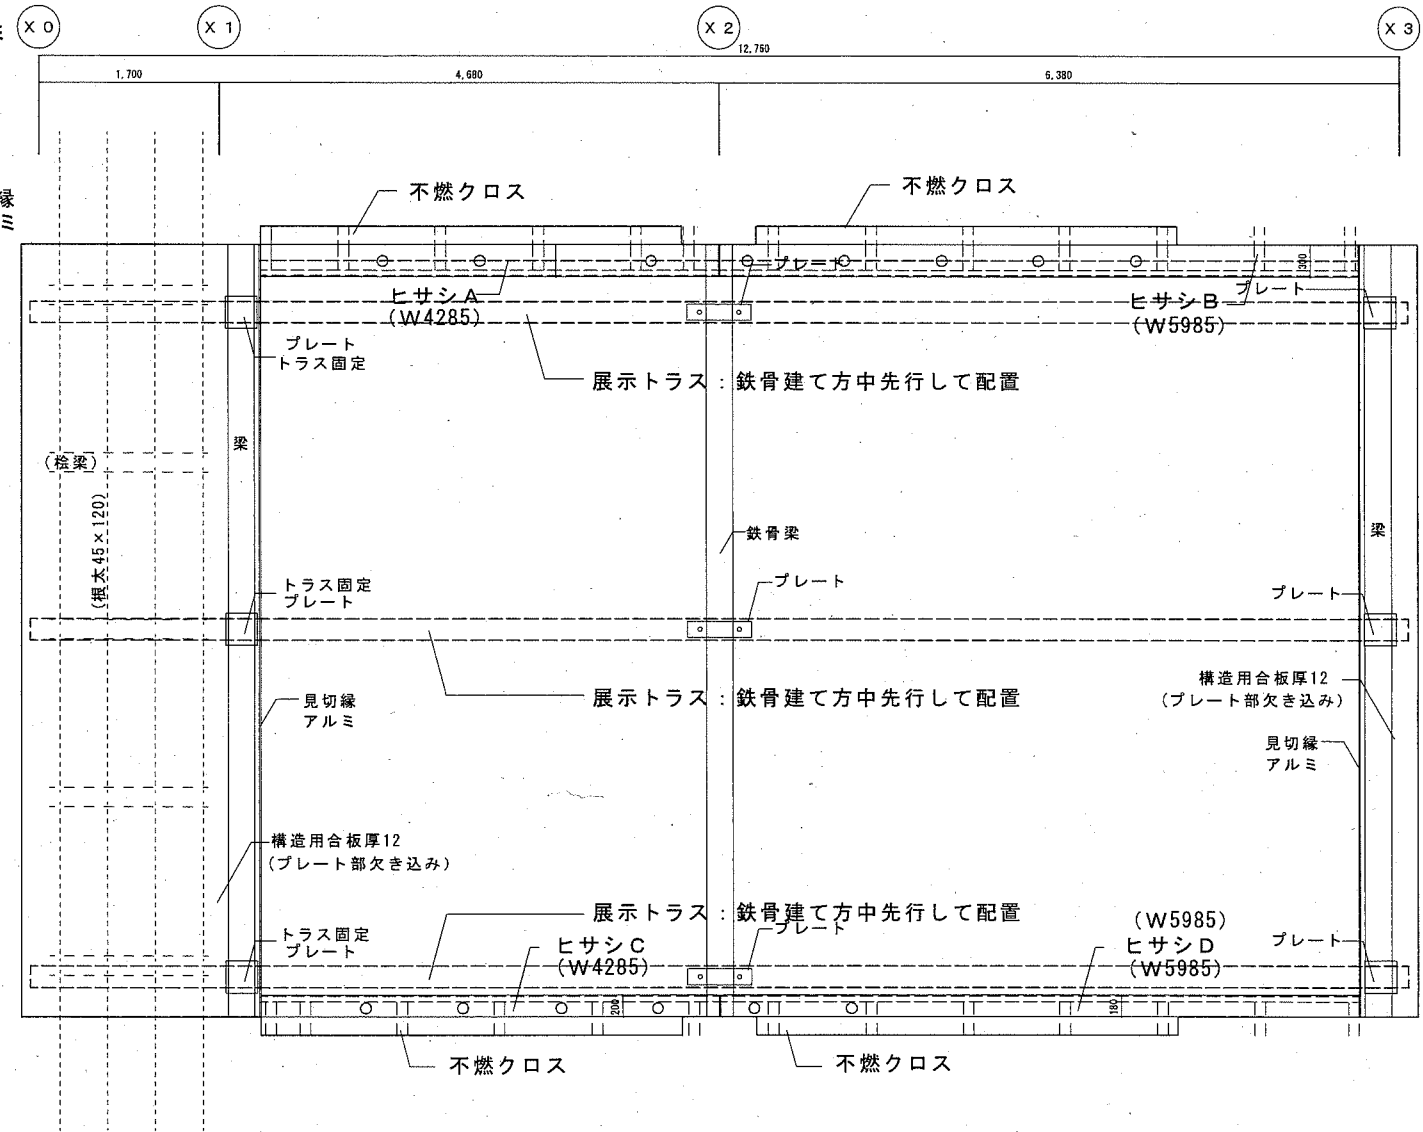 X 0
X 1
X 2
X 3
12,750
1,700
4,680
6,380
縁
ミ
不燃クロス
不燃クロス
プレート
300
ヒサシA
(W4285)
ヒサシB
(W5985)
プレート
プレート
トラス固定
展示トラス：鉄骨建て方中先行して配置
梁
(桧梁)
(根太45×120)
鉄骨梁
梁
トラス固定
プレート
プレート
プレート
展示トラス：鉄骨建て方中先行して配置
見切縁
アルミ
構造用合板厚12
(プレート部欠き込み)
見切縁
アルミ
構造用合板厚12
(プレート部欠き込み)
展示トラス：鉄骨建て方中先行して配置
(W5985)
プレート
トラス固定
プレート
ヒサシC
(W4285)
ヒサシD
(W5985)
プレート
200
180
不燃クロス
不燃クロス